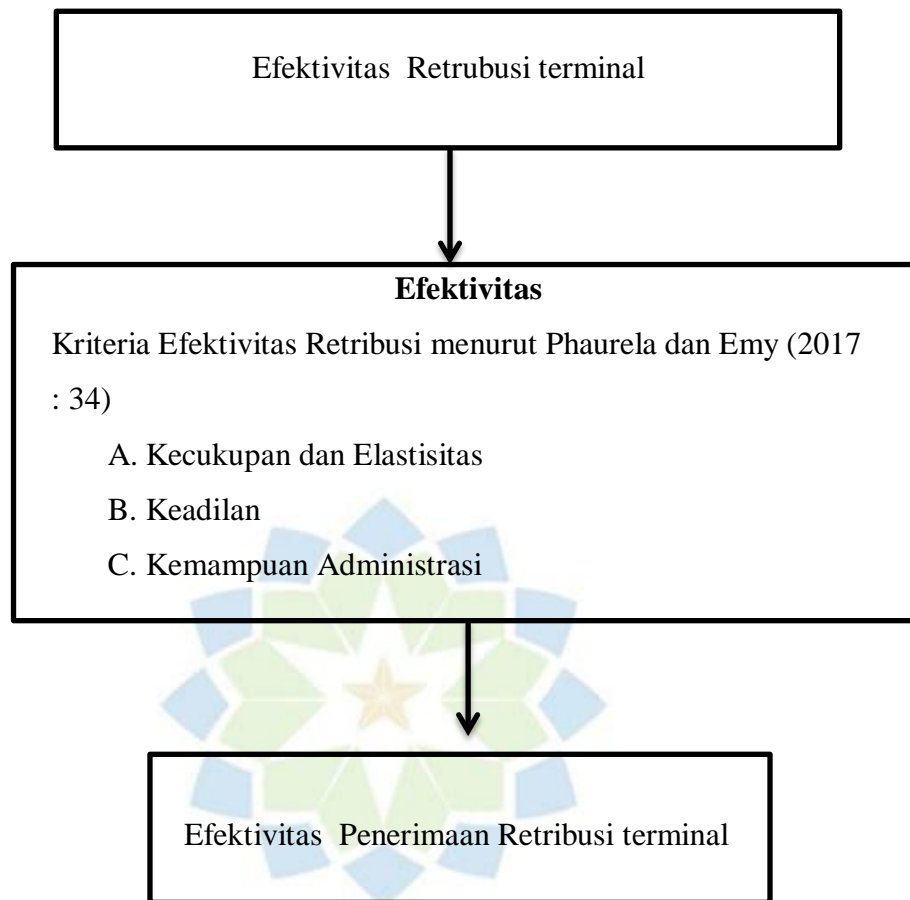 Efektivitas  Retrubusi terminal
Efektivitas
Kriteria Efektivitas Retribusi menurut Phaurela dan Emy (2017
: 34)
A. Kecukupan dan Elastisitas
B. Keadilan
C. Kemampuan Administrasi
Efektivitas  Penerimaan Retribusi terminal